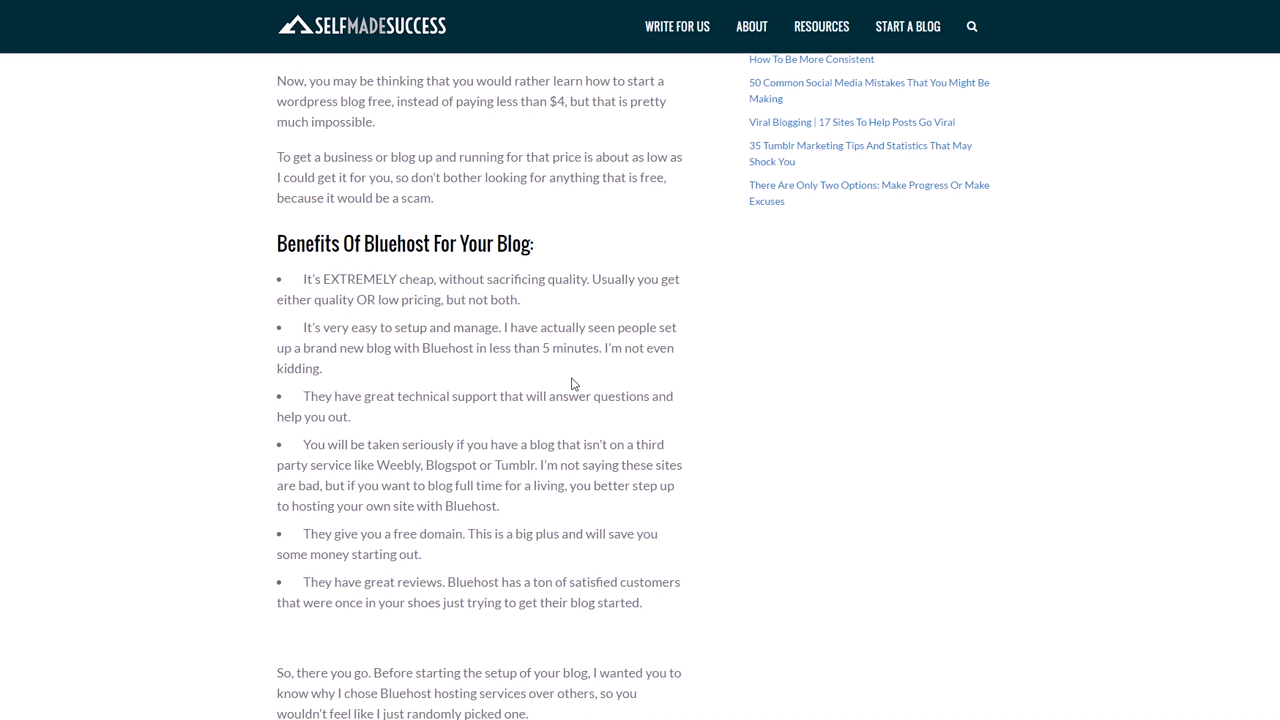 SELFMADESUCCESS
WRITE FOR US
ABOUT
RESOURCES
START A BLOG
Now, you may be thinking that you would rather learn how to start a
wordpress blog free, instead of paying less than $4, but that is pretty
much impossible.
To get a business or blog up and running for that price is about as low as
I could get it for you, so don't bother looking for anything that is free,
because it would be a scam.
Benefits Of Bluehost For Your Blog:
• It's EXTREMELY cheap, without sacrificing quality. Usually you get
either quality OR low pricing, but not both.
• It's very easy to setup and manage. I have actually seen people set
up a brand new blog with Bluehost in less than 5 minutes. I'm not even
kidding.
• They have great technical support that will answer questions and
help you out.
• You will be taken seriously if you have a blog that isn't on a third
party service like Weebly, Blogspot or Tumblr. I'm not saying these sites
are bad, but if you want to blog full time for a living, you better step up
to hosting your own site with Bluehost.
• They give you a free domain. This is a big plus and will save you
some money starting out.
• They have great reviews. Bluehost has a ton of satisfied customers
that were once in your shoes just trying to get their blog started.
So, there you go. Before starting the setup of your blog, I wanted you to
know why I chose Bluehost hosting services over others, so you
wouldn't feel like I just randomly picked one.
How To Be More Consistent
50 Common Social Media Mistakes That You Might Be
Making
Viral Blogging | 17 Sites To Help Posts Go Viral
35 Tumblr Marketing Tips And Statistics That May
Shock You
There Are Only Two Options: Make Progress Or Make
Excuses